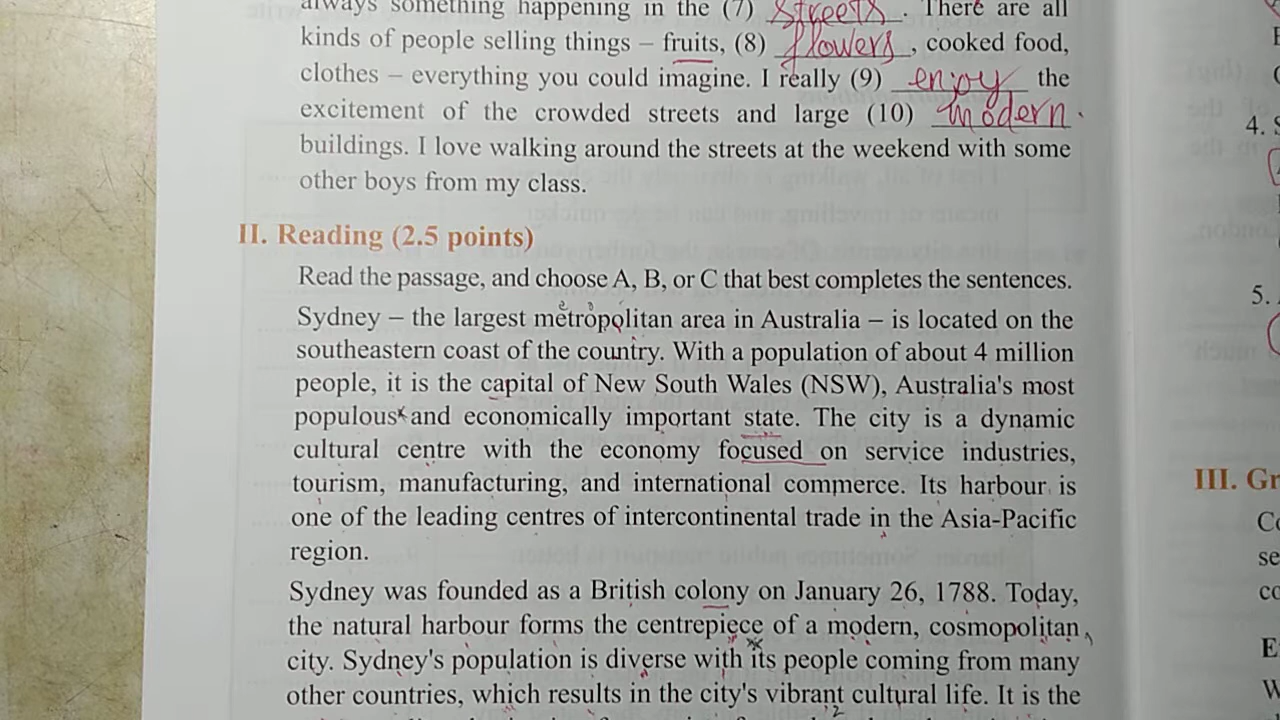 always something happening in the (7) streets. There are all
kinds of people selling things – fruits, (8) flowers, cooked food,
clothes – everything you could imagine. I really (9) enjoy the
excitement of the crowded streets and large (10) modern
buildings. I love walking around the streets at the weekend with some
other boys from my class.
II. Reading (2.5 points)
Read the passage, and choose A, B, or C that best completes the sentences.
Sydney – the largest metropolitan area in Australia – is located on the
southeastern coast of the country. With a population of about 4 million
people, it is the capital of New South Wales (NSW), Australia's most
populous and economically important state. The city is a dynamic
cultural centre with the economy focused on service industries,
tourism, manufacturing, and international commerce. Its harbour is
one of the leading centres of intercontinental trade in the Asia-Pacific
region.
Sydney was founded as a British colony on January 26, 1788. Today,
the natural harbour forms the centrepiece of a modern, cosmopolitan
city. Sydney's population is diverse with its people coming from many
other countries, which results in the city's vibrant cultural life. It is the
4.
5.
III. Gr